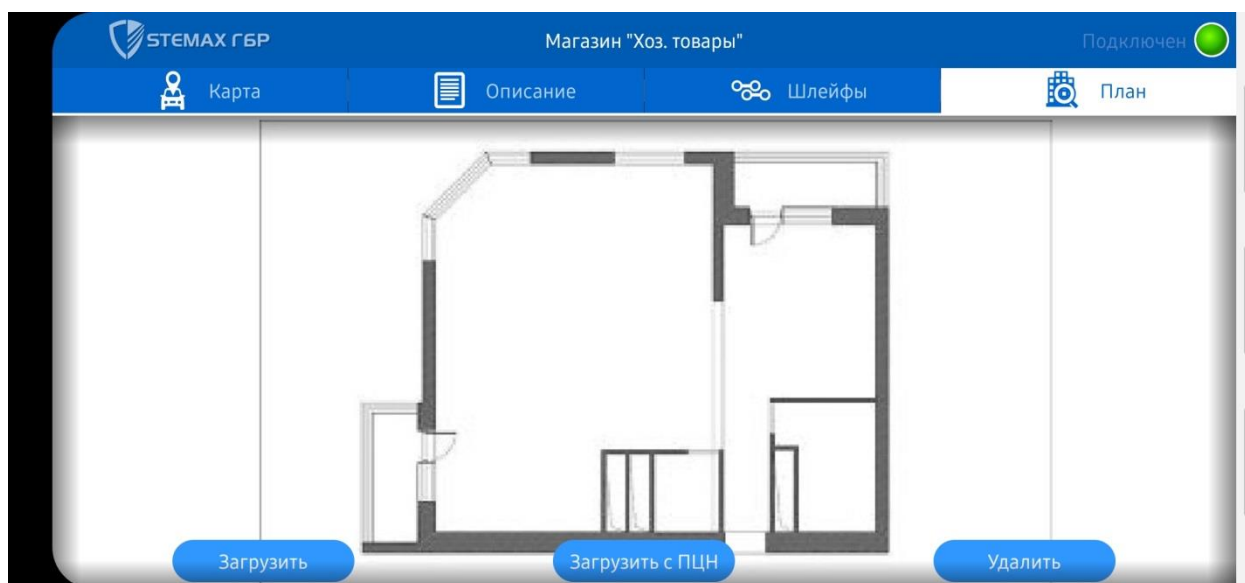 STEMAX ГБР
Магазин "Хоз. товары"
Подключен
Карта
Описание
Шлейфы
План
Загрузить
Загрузить с ПЦН
Удалить